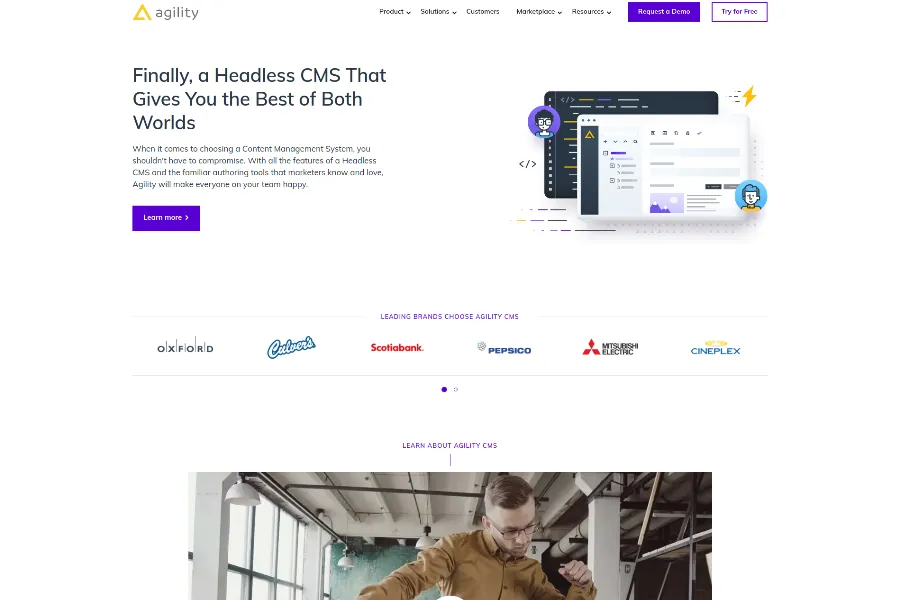 agility
Product Solutions Customers Marketplace Resources Request a Demo Try for Free
Finally, a Headless CMS That
Gives You the Best of Both
Worlds
When it comes to choosing a Content Management System, you
shouldn't have to compromise. With all the features of a Headless
CMS and the familiar authoring tools that marketers know and love,
Agility will make everyone on your team happy.
Learn more
</>
</>
LEADING BRANDS CHOOSE AGILITY CMS
OXFORD Culver's Scotiabank. PEPSICO MITSUBISHI ELECTRIC CINEPLEX
LEARN ABOUT AGILITY CMS